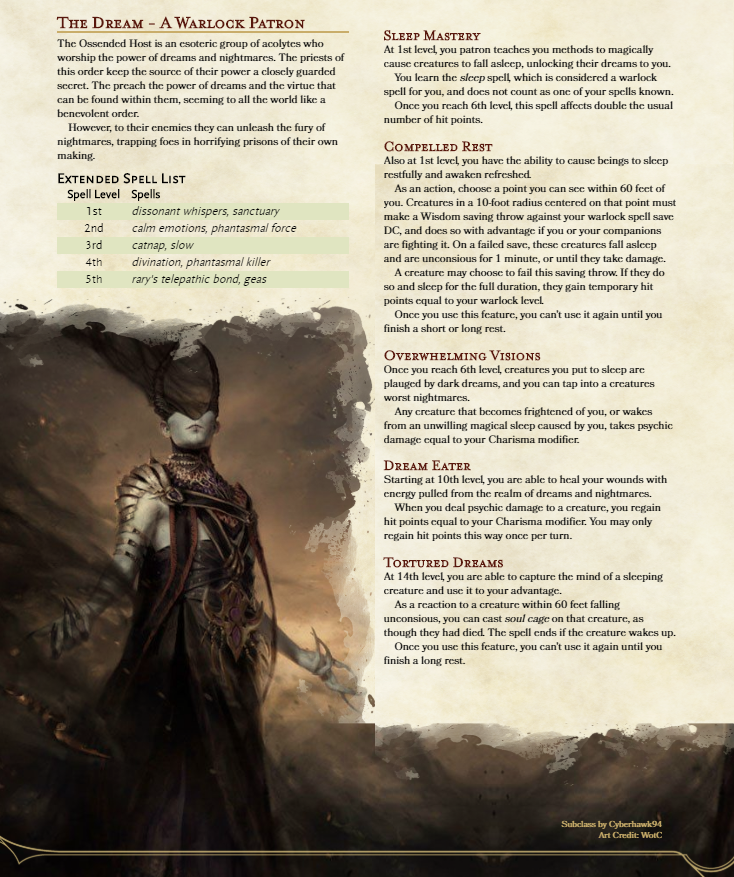 The Dream – A Warlock Patron
The Ossended Host is an esoteric group of acolytes who
worship the power of dreams and nightmares. The priests of
this order keep the source of their power a closely guarded
secret. The preach the power of dreams and the virtue that
can be found within them, seeming to all the world like a
benevolent order.
However, to their enemies they can unleash the fury of
nightmares, trapping foes in horrifying prisons of their own
making.
Extended Spell List
Spell Level Spells
1st dissonant whispers, sanctuary
2nd calm emotions, phantasmal force
3rd catnap, slow
4th divination, phantasmal killer
5th rary's telepathic bond, geas
Sleep Mastery
At 1st level, you patron teaches you methods to magically
cause creatures to fall asleep, unlocking their dreams to you.
You learn the sleep spell, which is considered a warlock
spell for you, and does not count as one of your spells known.
Once you reach 6th level, this spell affects double the usual
number of hit points.
Compelled Rest
Also at 1st level, you have the ability to cause beings to sleep
restfully and awaken refreshed.
As an action, choose a point you can see within 60 feet of
you. Creatures in a 10-foot radius centered on that point must
make a Wisdom saving throw against your warlock spell save
DC, and does so with advantage if you or your companions
are fighting it. On a failed save, these creatures fall asleep
and are unconsious for 1 minute, or until they take damage.
A creature may choose to fail this saving throw. If they do
so and sleep for the full duration, they gain temporary hit
points equal to your warlock level.
Once you use this feature, you can't use it again until you
finish a short or long rest.
Overwhelming Visions
Once you reach 6th level, creatures you put to sleep are
plauged by dark dreams, and you can tap into a creatures
worst nightmares.
Any creature that becomes frightened of you, or wakes
from an unwilling magical sleep caused by you, takes psychic
damage equal to your Charisma modifier.
Dream Eater
Starting at 10th level, you are able to heal your wounds with
energy pulled from the realm of dreams and nightmares.
When you deal psychic damage to a creature, you regain
hit points equal to your Charisma modifier. You may only
regain hit points this way once per turn.
Tortured Dreams
At 14th level, you are able to capture the mind of a sleeping
creature and use it to your advantage.
As a reaction to a creature within 60 feet falling
unconsious, you can cast soul cage on that creature, as
though they had died. The spell ends if the creature wakes up.
Once you use this feature, you can't use it again until you
finish a long rest.
Subclass by Cyberhawk94
Art Credit: WotC